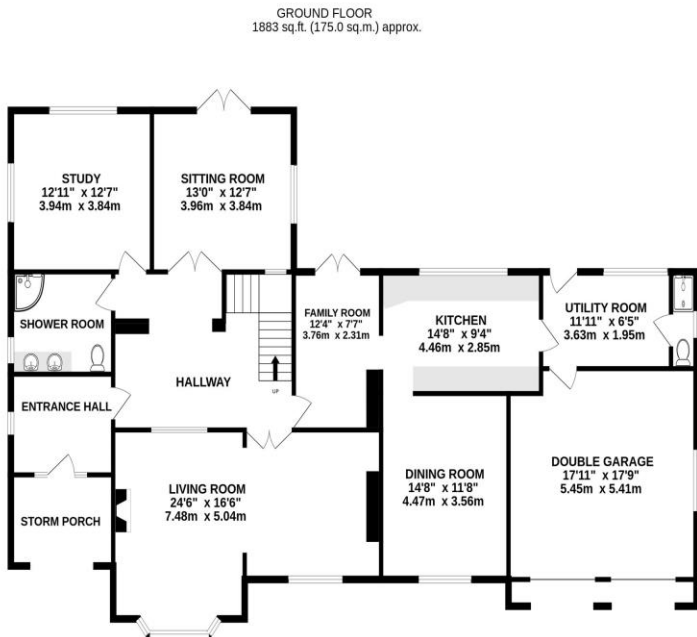 GROUND FLOOR
1883 sq.ft. (175.0 sq.m.) approx.
STUDY
12'11" x 12'7"
3.94m x 3.84m
SITTING ROOM
13'0" x 12'7"
3.96m x 3.84m
SHOWER ROOM
FAMILY ROOM
12'4" x 7'7"
3.76m x 2.31m
KITCHEN
14'8" x 9'4"
4.46m x 2.85m
UTILITY ROOM
11'11" x 6'5"
3.63m x 1.95m
HALLWAY
UP
ENTRANCE HALL
LIVING ROOM
24'6" x 16'6"
7.48m x 5.04m
DINING ROOM
14'8" x 11'8"
4.47m x 3.56m
DOUBLE GARAGE
17'11" x 17'9"
5.45m x 5.41m
STORM PORCH